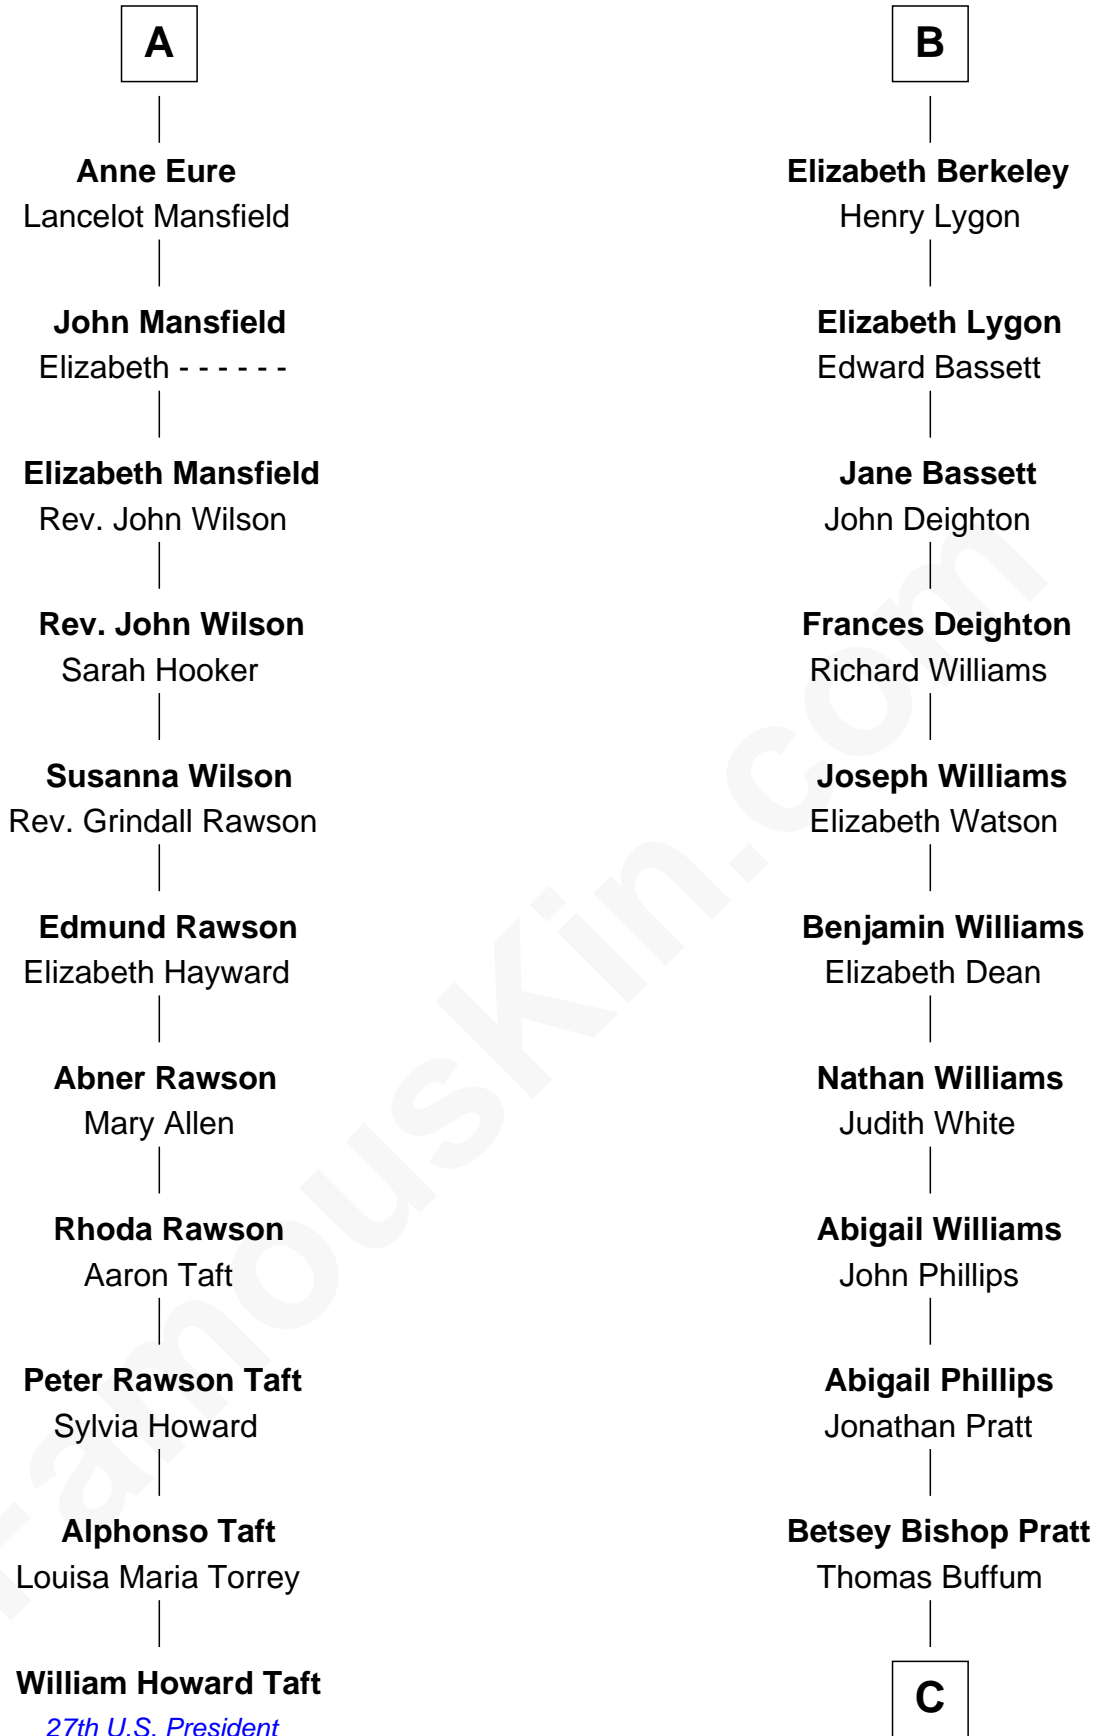 A
Anne Eure
Lancelot Mansfield
John Mansfield
Elizabeth - - - - - -
Elizabeth Mansfield
Rev. John Wilson
Rev. John Wilson
Sarah Hooker
Susanna Wilson
Rev. Grindall Rawson
Edmund Rawson
Elizabeth Hayward
Abner Rawson
Mary Allen
Rhoda Rawson
Aaron Taft
Peter Rawson Taft
Sylvia Howard
Alphonso Taft
Louisa Maria Torrey
William Howard Taft
27th U.S. President
B
Elizabeth Berkeley
Henry Lygon
Elizabeth Lygon
Edward Bassett
Jane Bassett
John Deighton
Frances Deighton
Richard Williams
Joseph Williams
Elizabeth Watson
Benjamin Williams
Elizabeth Dean
Nathan Williams
Judith White
Abigail Williams
John Phillips
Abigail Phillips
Jonathan Pratt
Betsey Bishop Pratt
Thomas Buffum
C
FamousKin.com